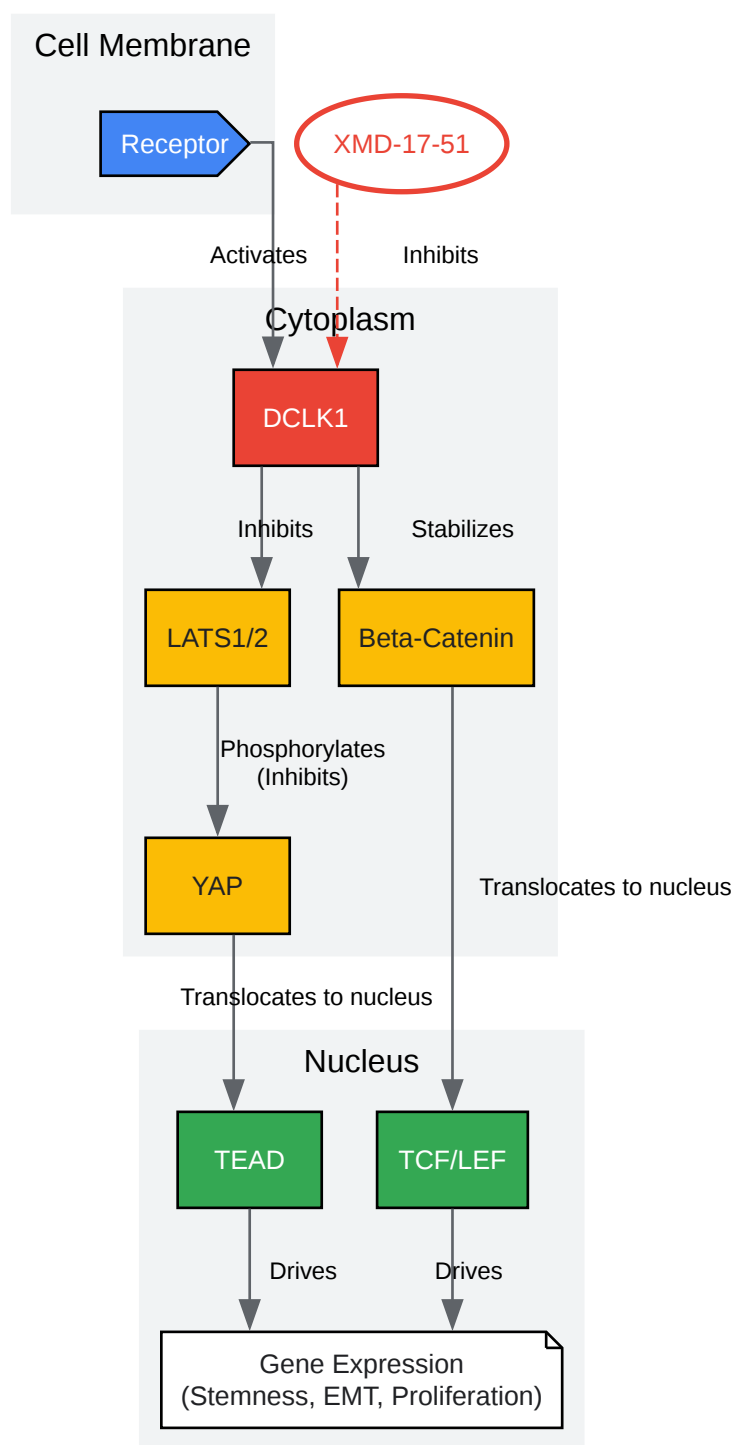 Cell Membrane
Receptor
XMD-17-51
Activates
Inhibits
Cytoplasm
DCLK1
Inhibits
Stabilizes
LATS1/2
Beta-Catenin
Phosphorylates
(Inhibits)
YAP
Translocates to nucleus
Translocates to nucleus
Nucleus
TEAD
TCF/LEF
Drives
Drives
Gene Expression
(Stemness, EMT, Proliferation)